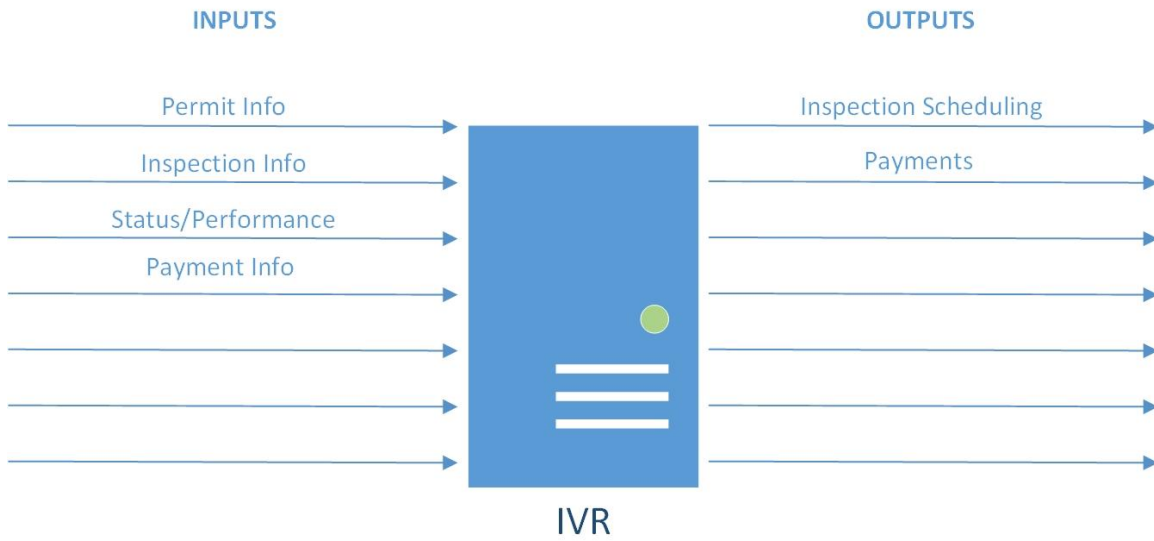 INPUTS
OUTPUTS
Permit Info
Inspection Info
Status/Performance
Payment Info
Inspection Scheduling
Payments
IVR